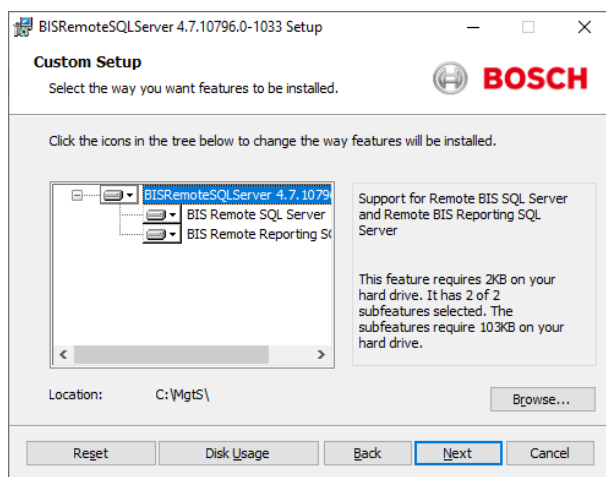 BISRemoteSQLServer 4.7.10796.0-1033 Setup
Custom Setup
Select the way you want features to be installed.
BOSCH
Click the icons in the tree below to change the way features will be installed.
BISRemoteSQLServer 4.7.1079
BIS Remote SQL Server
BIS Remote Reporting S
Support for Remote BIS SQL Server
and Remote BIS Reporting SQL
Server
This feature requires 2KB on your
hard drive. It has 2 of 2
subfeatures selected. The
subfeatures require 103KB on your
hard drive.
Location: C:\MgtS\
Browse...
Reset Disk Usage Back Next Cancel